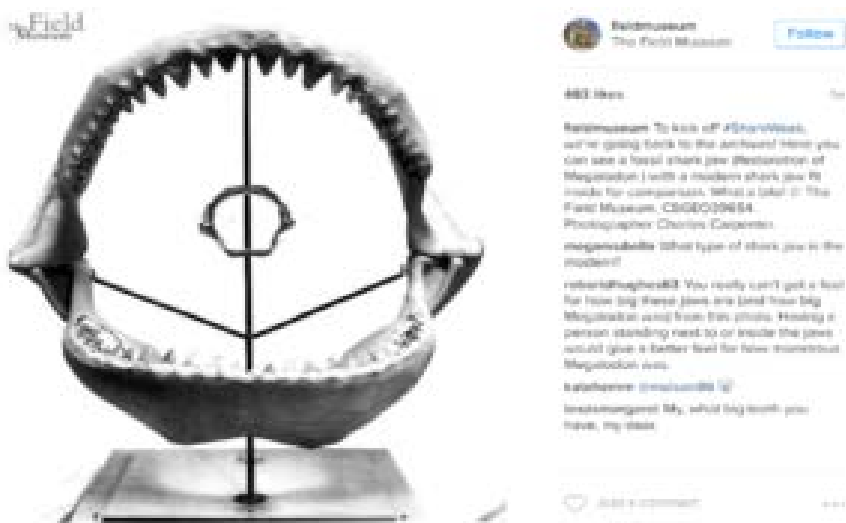 The Field
Museum
fieldmuseum
The Field Museum
Follow
483 likes
fieldmuseum To kick off #SharkWeek,
we're going back to the archives! Here you
can see a fossil shark jaw (Restoration of
Megalodon) with a modern shark jaw fit
inside for comparison. What a bite! © The
Field Museum,
Photographer Charles Carpenter.
What type of shark jaw is the
modern?
You really can't get a feel
for how big these jaws are (and how big
Megalodon was) from this photo. Having a
person standing next to or inside the jaws
would give a better feel for how monstrous
Megalodon was.
My, what big teeth you
have, my dear.
Add a comment